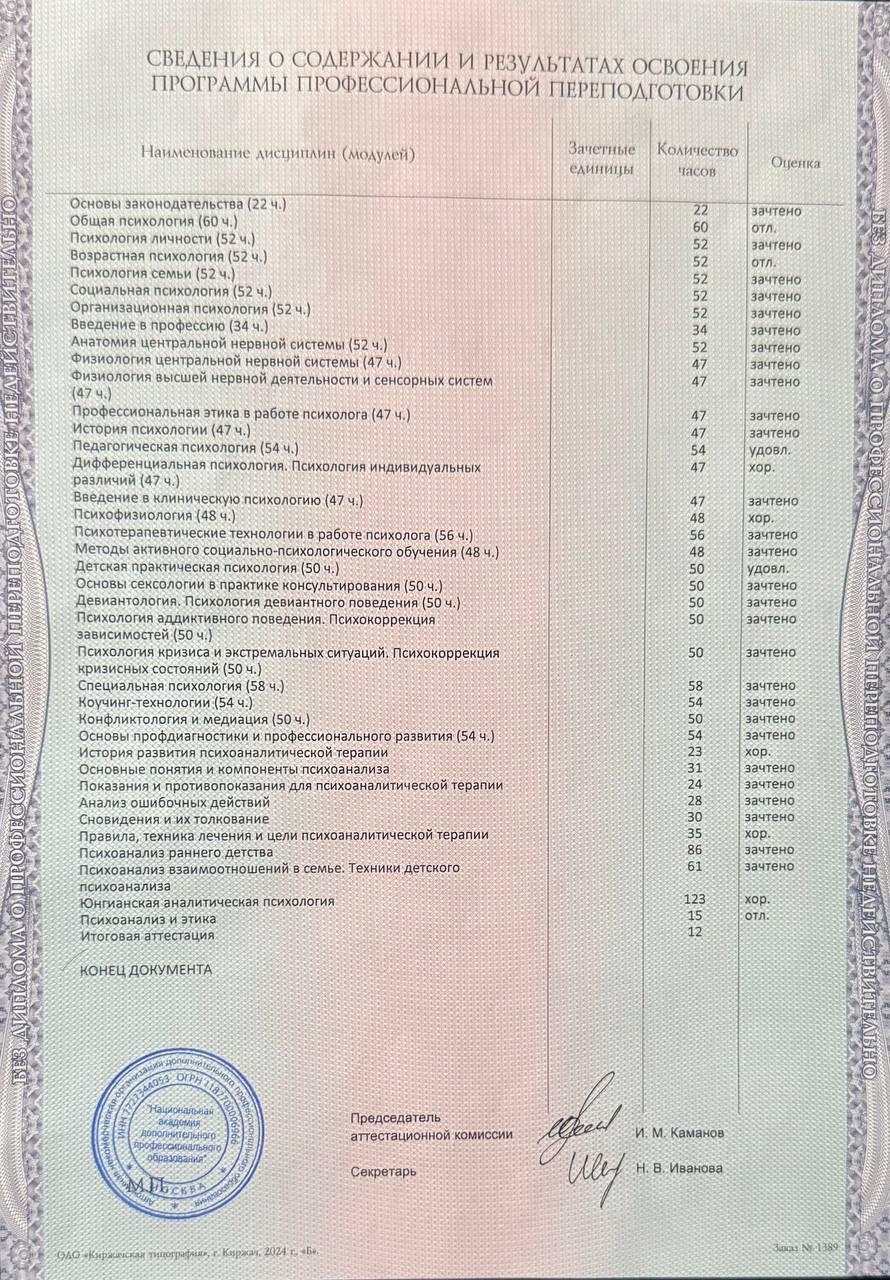 СВЕДЕНИЯ О СОДЕРЖАНИИ И РЕЗУЛЬТАТАХ ОСВОЕНИЯ
ПРОГРАММЫ ПРОФЕССИОНАЛЬНОЙ ПЕРЕПОДГОТОВКИ
Наименование дисциплин (модулей) Зачетные единицы Количество часов Оценка
Основы законодательства (22 ч.) 22 зачтено
Общая психология (60 ч.) 60 отл.
Психология личности (52 ч.) 52 зачтено
Возрастная психология (52 ч.) 52 отл.
Психология семьи (52 ч.) 52 зачтено
Социальная психология (52 ч.) 52 зачтено
Организационная психология (52 ч.) 52 зачтено
Введение в профессию (34 ч.) 34 зачтено
Анатомия центральной нервной системы (52 ч.) 52 зачтено
Физиология центральной нервной системы (47 ч.) 47 зачтено
Физиология высшей нервной деятельности и сенсорных систем 47 зачтено
(47 ч.)
Профессиональная этика в работе психолога (47 ч.) 47 зачтено
История психологии (47 ч.) 47 зачтено
Педагогическая психология (54 ч.) 54 удовл.
Дифференциальная психология. Психология индивидуальных 47 хор.
различий (47 ч.)
Введение в клиническую психологию (47 ч.) 47 зачтено
Психофизиология (48 ч.) 48 хор.
Психотерапевтические технологии в работе психолога (56 ч.) 56 зачтено
Методы активного социально-психологического обучения (48 ч.) 48 зачтено
Детская практическая психология (50 ч.) 50 удовл.
Основы сексологии в практике консультирования (50 ч.) 50 зачтено
Девиантология. Психология девиантного поведения (50 ч.) 50 зачтено
Психология аддиктивного поведения. Психокоррекция 50 зачтено
зависимостей (50 ч.)
Психология кризиса и экстремальных ситуаций. Психокоррекция 50 зачтено
кризисных состояний (50 ч.)
Специальная психология (58 ч.) 58 зачтено
Коучинг-технологии (54 ч.) 54 зачтено
Конфликтология и медиация (50 ч.) 50 зачтено
Основы профдиагностики и профессионального развития (54 ч.) 54 зачтено
История развития психоаналитической терапии 23 хор.
Основные понятия и компоненты психоанализа 31 зачтено
Показания и противопоказания для психоаналитической терапии 24 зачтено
Анализ ошибочных действий 28 зачтено
Сновидения и их толкование 30 зачтено
Правила, техника лечения и цели психоаналитической терапии 35 хор.
Психоанализ раннего детства 86 зачтено
Психоанализ взаимоотношений в семье. Техники детского 61 зачтено
психоанализа
Юнгианская аналитическая психология 123 хор.
Психоанализ и этика 15 отл.
Итоговая аттестация 12
КОНЕЦ ДОКУМЕНТА
БЕЗ ДИПЛОМА О ПРОФЕССИОНАЛЬНОЙ ПЕРЕПОДГОТОВКЕ НЕДЕЙСТВИТЕЛЬНО
БЕЗ ДИПЛОМА О ПРОФЕССИОНАЛЬНОЙ ПЕРЕПОДГОТОВКЕ НЕДЕЙСТВИТЕЛЬНО
Автономная некоммерческая организация дополнительного профессионального образования
ИНН 7727344053 ОГРН 1187700006966
"Национальная
академия
дополнительного
профессионального
образования"
МОСКВА
М.П.
Председатель
аттестационной комиссии И. М. Каманов
Секретарь Н. В. Иванова
ОАО «Киржачская типография», г. Киржач, 2024 г., «Б».
Заказ № 1389